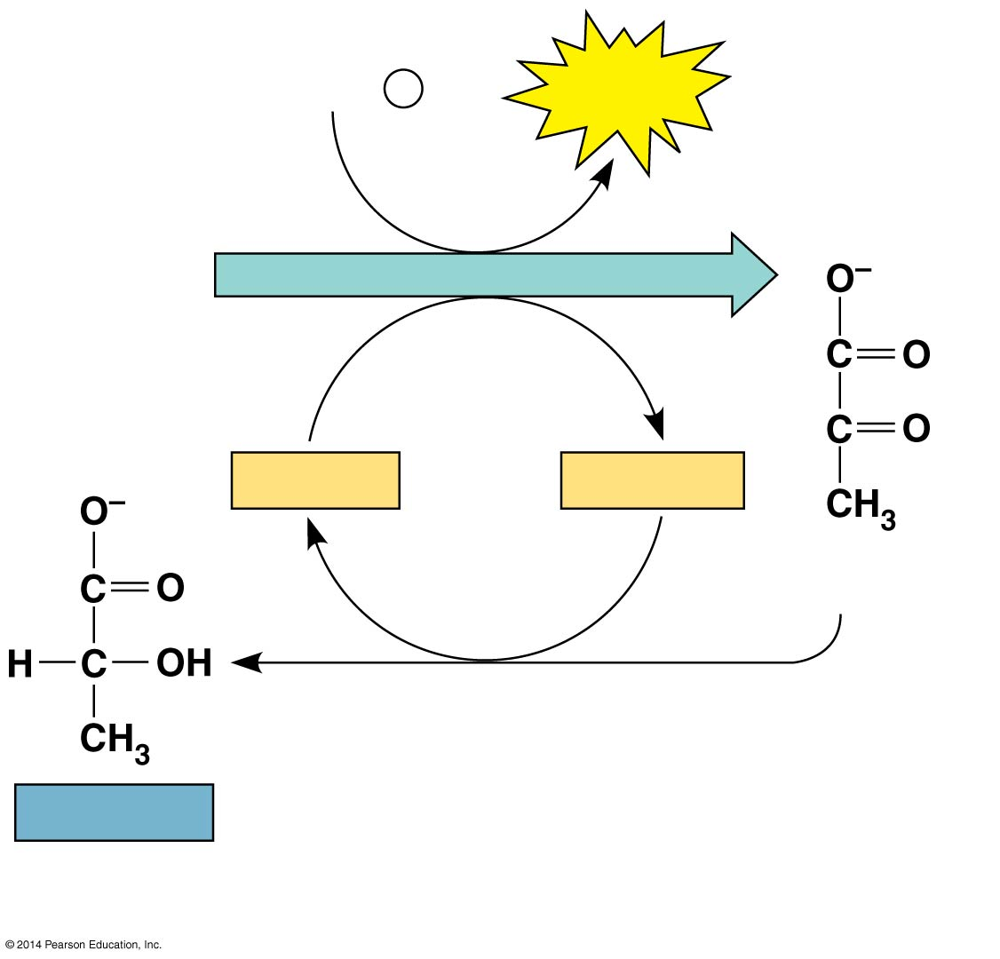 O–
C=O
C=O
CH3
O–
C=O
H–C–OH
CH3
© 2014 Pearson Education, Inc.